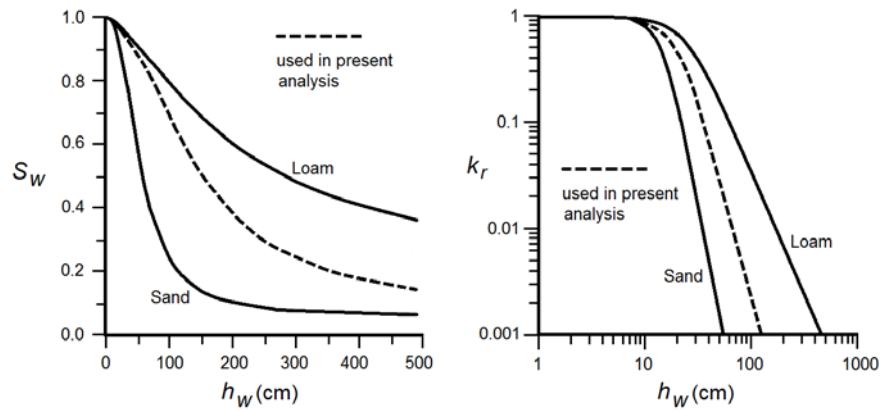 1.0
0.8
0.6
0.4
0.2
0.0
S_W
0 100 200 300 400 500
h_W (cm)
used in present
analysis
Loam
Sand
1
0.1
0.01
0.001
k_r
1 10 100 1000
h_W (cm)
used in present
analysis
Loam
Sand